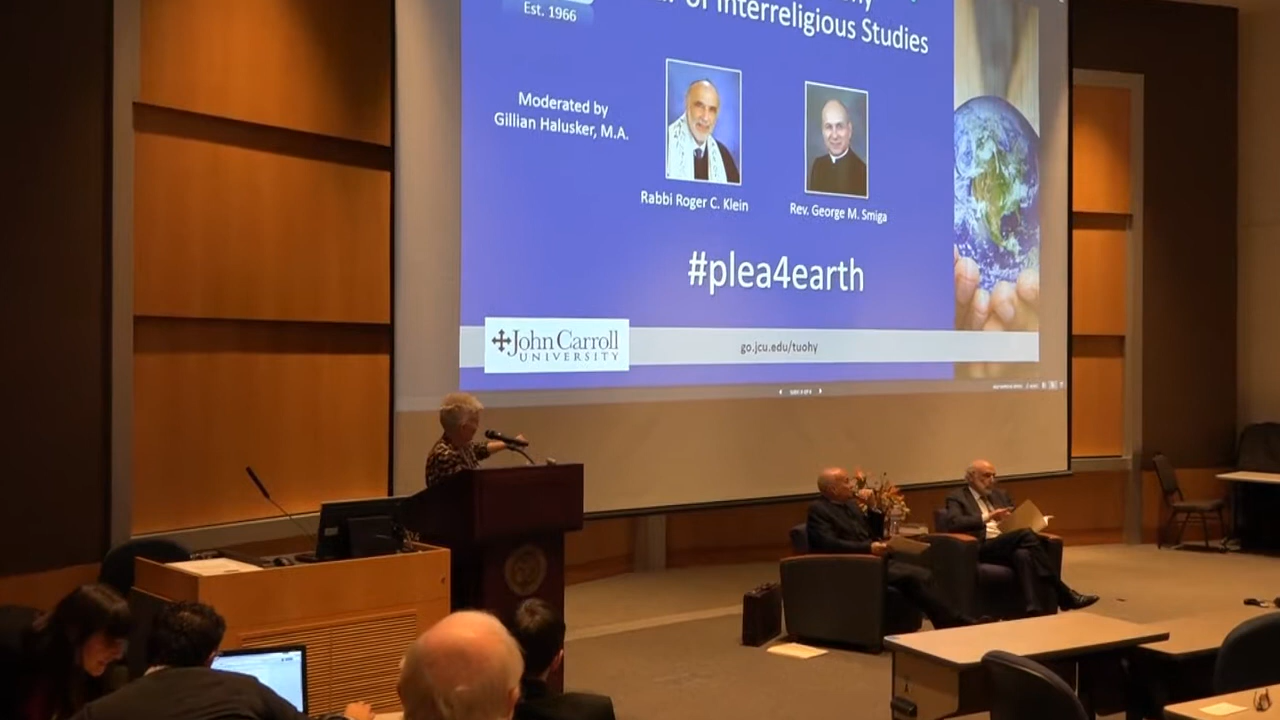 Est. 1966
of Interreligious Studies
Moderated by
Gillian Halusker, M.A.
Rabbi Roger C. Klein
Rev. George M. Smiga
#plea4earth
John Carroll
UNIVERSITY
go.jcu.edu/tuohy